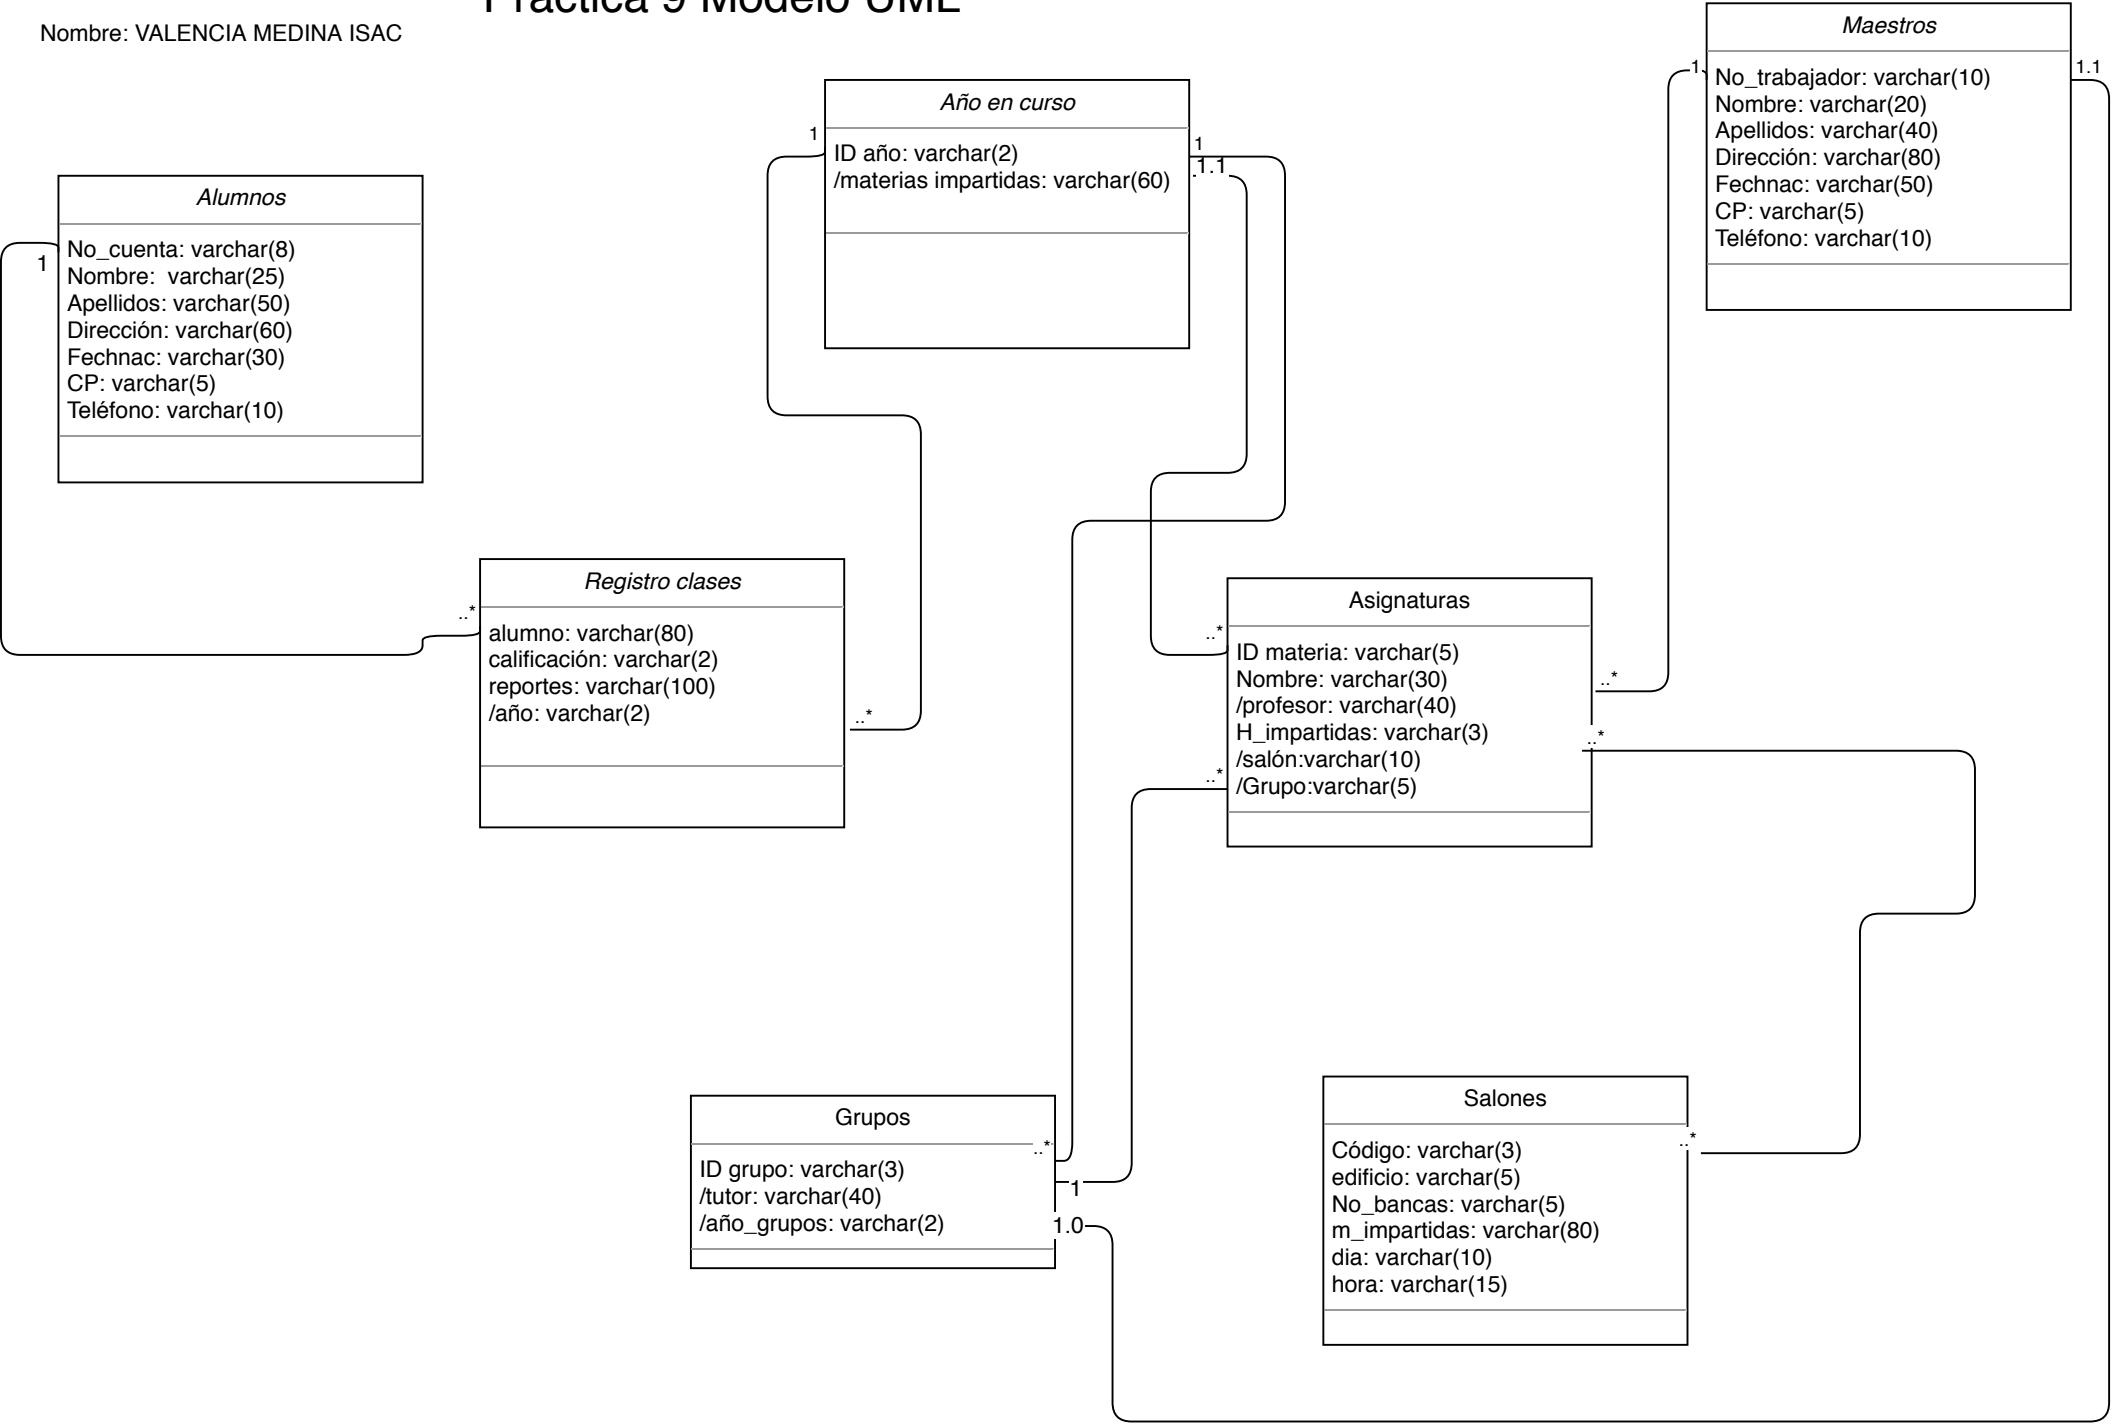 Práctica 9 Modelo UML
Nombre: VALENCIA MEDINA ISAC
Maestros
1
1.1
No_trabajador: varchar(10)
Nombre: varchar(20)
Apellidos: varchar(40)
Dirección: varchar(80)
Fechnac: varchar(50)
CP: varchar(5)
Teléfono: varchar(10)
Año en curso
1
1
1.1
ID año: varchar(2)
/materias impartidas: varchar(60)
Alumnos
1
No_cuenta: varchar(8)
Nombre:  varchar(25)
Apellidos: varchar(50)
Dirección: varchar(60)
Fechnac: varchar(30)
CP: varchar(5)
Teléfono: varchar(10)
Registro clases
..*
alumno: varchar(80)
calificación: varchar(2)
reportes: varchar(100)
/año: varchar(2)
..*
Asignaturas
..*
ID materia: varchar(5)
Nombre: varchar(30)
/profesor: varchar(40)
H_impartidas: varchar(3)
/salón:varchar(10)
/Grupo:varchar(5)
..*
..*
..*
Grupos
..*
ID grupo: varchar(3)
/tutor: varchar(40)
/año_grupos: varchar(2)
1
1.0
Salones
..*
Código: varchar(3)
edificio: varchar(5)
No_bancas: varchar(5)
m_impartidas: varchar(80)
dia: varchar(10)
hora: varchar(15)